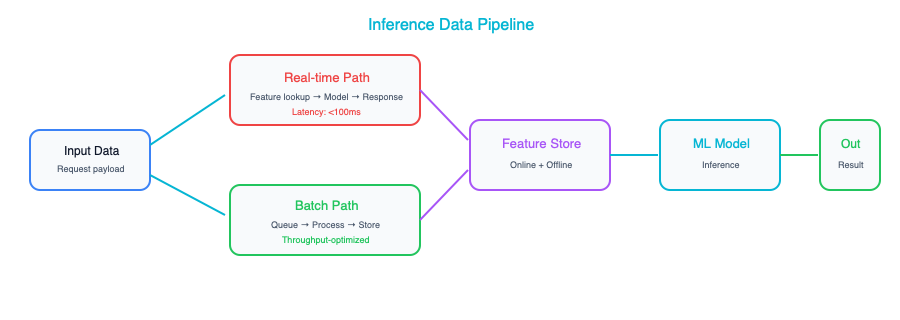 Inference Data Pipeline
Input Data
Request payload
Real-time Path
Feature lookup → Model → Response
Latency: <100ms
Batch Path
Queue → Process → Store
Throughput-optimized
Feature Store
Online + Offline
ML Model
Inference
Out
Result